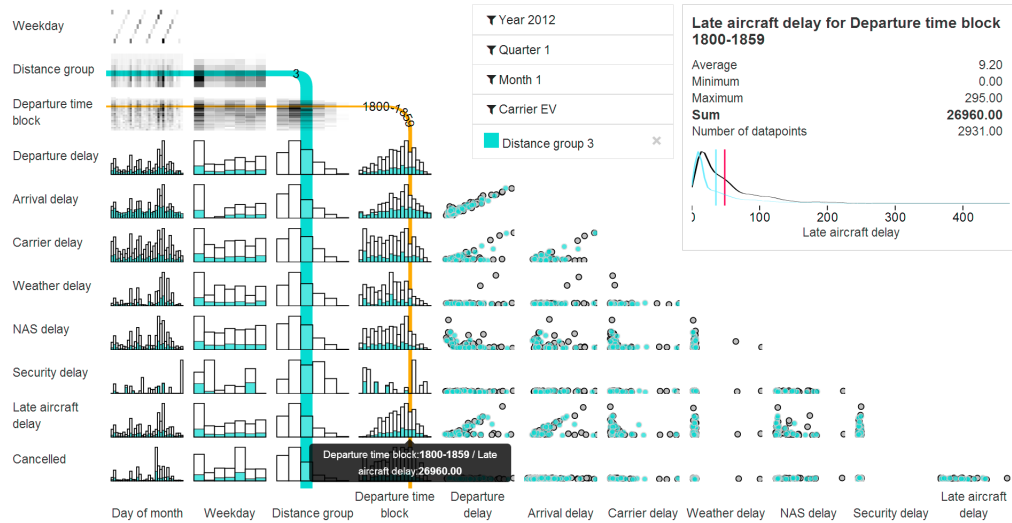 Weekday
Distance group
Departure time
block
Departure delay
Arrival delay
Carrier delay
Weather delay
NAS delay
Security delay
Late aircraft
delay
Cancelled
3
1800-1859
Year 2012
Quarter 1
Month 1
Carrier EV
Distance group 3
Late aircraft delay for Departure time block
1800-1859
Average 9.20
Minimum 0.00
Maximum 295.00
Sum 26960.00
Number of datapoints 2931.00
0 100 200 300 400
Late aircraft delay
Departure time block:1800-1859 / Late
aircraft delay:26960.00
Day of month
Weekday
Distance group
Departure time
block
Departure
delay
Arrival delay
Carrier delay
Weather delay
NAS delay
Security delay
Late aircraft
delay